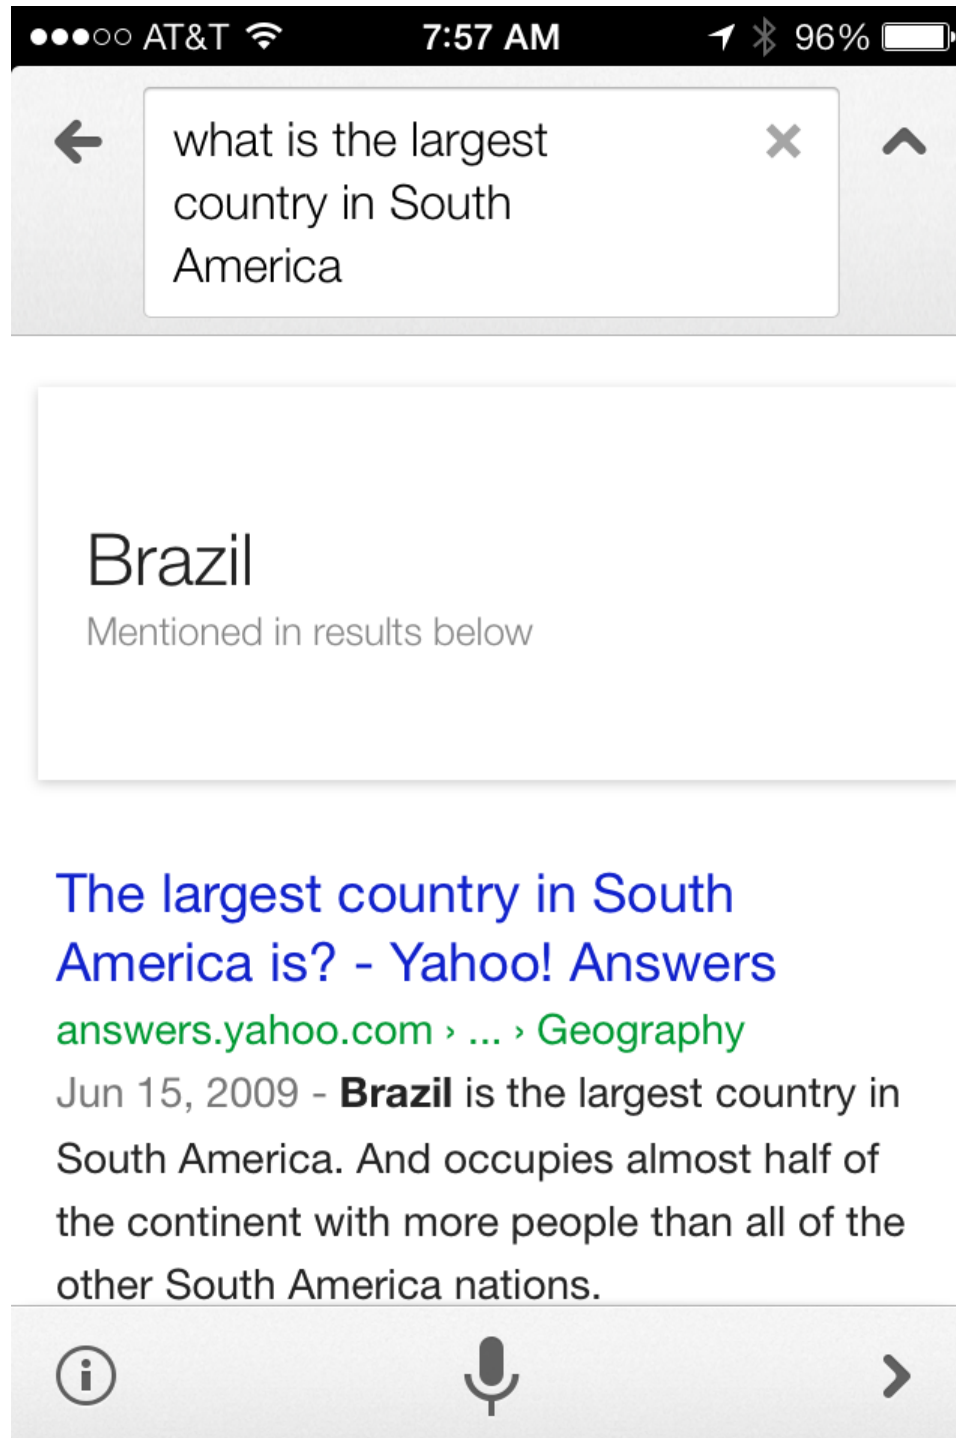 AT&T 7:57 AM 96%
what is the largest
country in South
America
Brazil
Mentioned in results below
The largest country in South
America is? - Yahoo! Answers
answers.yahoo.com › ... › Geography
Jun 15, 2009 - Brazil is the largest country in
South America. And occupies almost half of
the continent with more people than all of the
other South America nations.